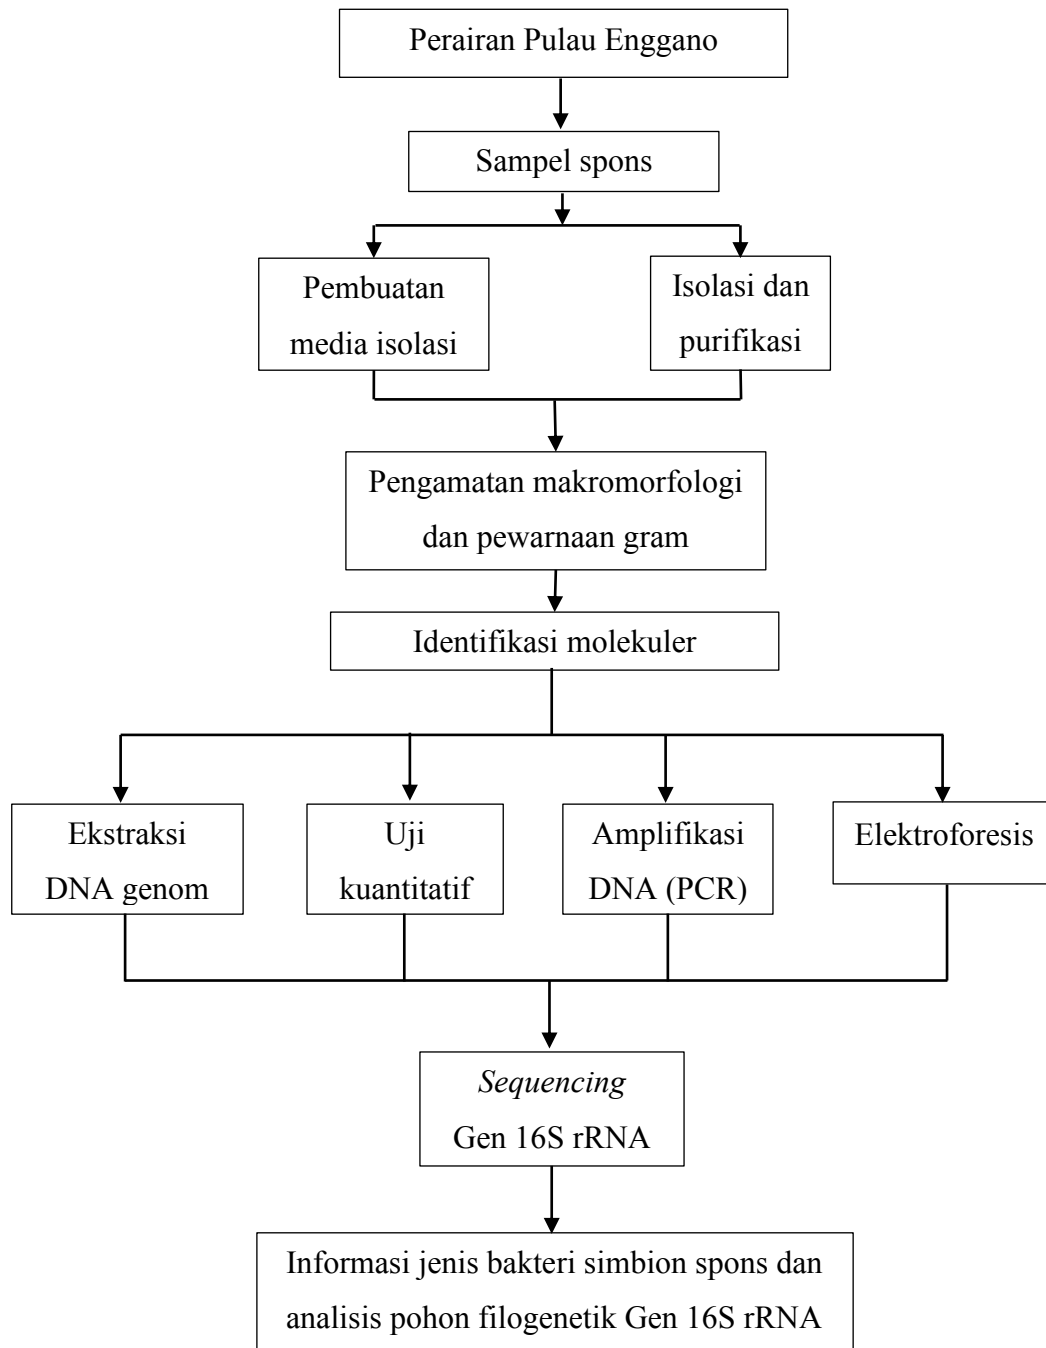 Perairan Pulau Enggano
Sampel spons
Pembuatan
media isolasi
Isolasi dan
purifikasi
Pengamatan makromorfologi
dan pewarnaan gram
Identifikasi molekuler
Ekstraksi
DNA genom
Uji
kuantitatif
Amplifikasi
DNA (PCR)
Elektroforesis
Sequencing
Gen 16S rRNA
Informasi jenis bakteri simbion spons dan
analisis pohon filogenetik Gen 16S rRNA